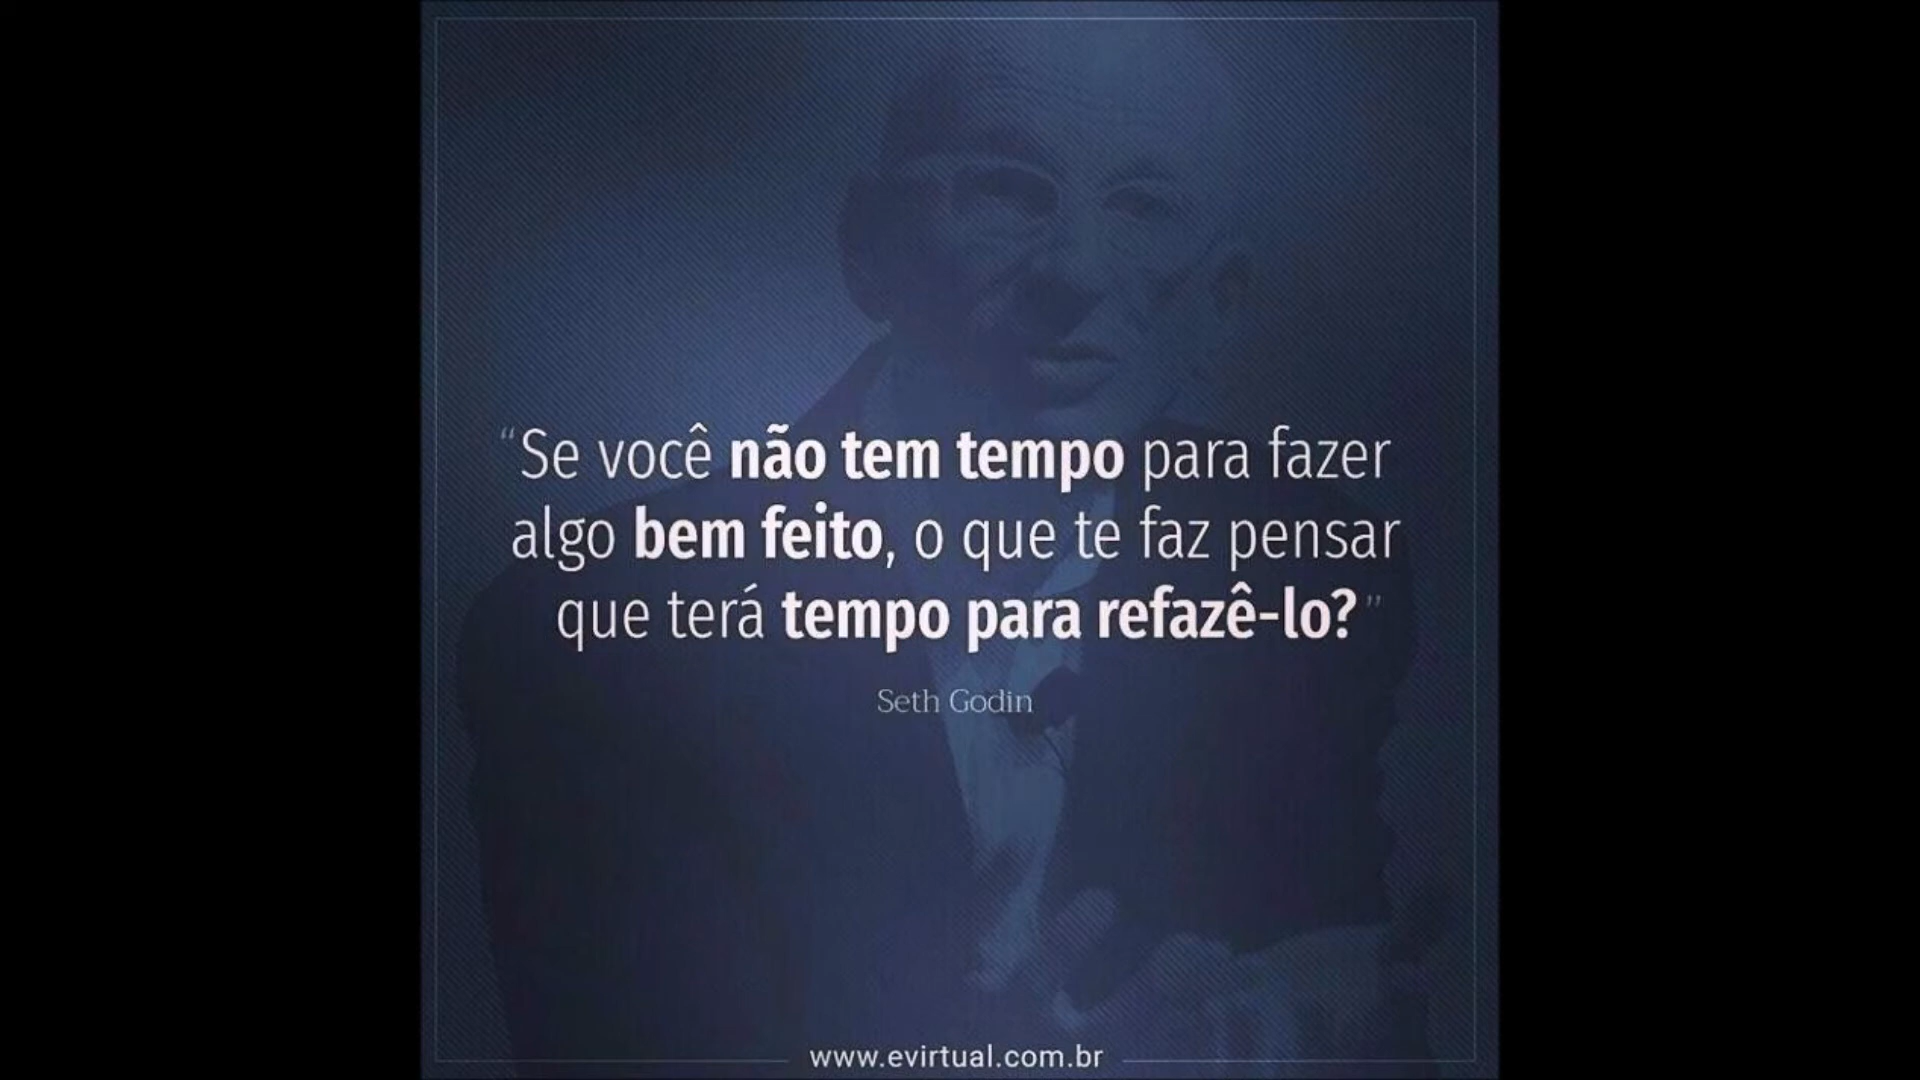 “Se você não tem tempo para fazer
algo bem feito, o que te faz pensar
que terá tempo para refazê-lo?”
Seth Godin
www.evirtual.com.br